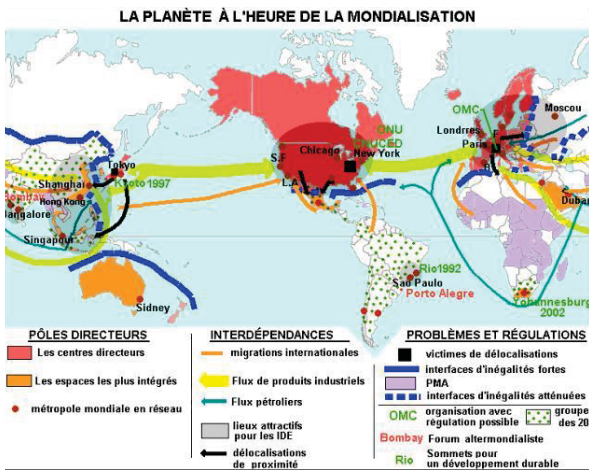 LA PLANÈTE À L'HEURE DE LA MONDIALISATION
Moscou
OMC
Londrres
Paris
ONU
CNUCED
Chicago
New York
S.F
L.A
Tokyo
Kyoto 1997
Shanghai
Hong Kong
Bombay
Bangalore
Singapour
Dubaï
Rio1992
Sao Paulo
Porto Alegre
Johannesburg
2002
Sidney
PÔLES DIRECTEURS
Les centres directeurs
Les espaces les plus intégrés
métropole mondiale en réseau
INTERDÉPENDANCES
migrations internationales
Flux de produits industriels
Flux pétroliers
lieux attractifs
pour les IDE
délocalisations
de proximité
PROBLÈMES ET RÉGULATIONS
victimes de délocalisations
interfaces d'inégalités fortes
PMA
interfaces d'inégalités atténuées
OMC organisation avec
régulation possible
groupe
des 20
Bombay Forum altermondialiste
Rio Sommets pour
un développement durable